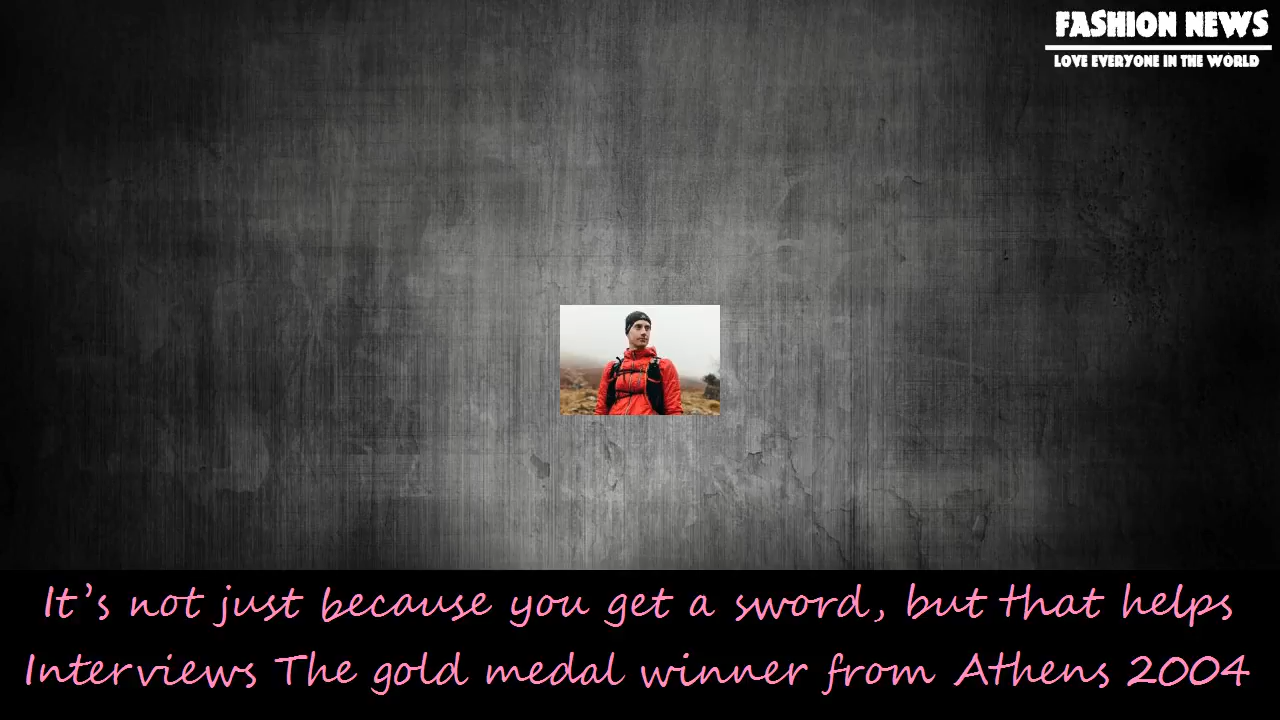 FASHION NEWS
LOVE EVERYONE IN THE WORLD
It's not just because you get a sword, but that helps
Interviews The gold medal winner from Athens 2004